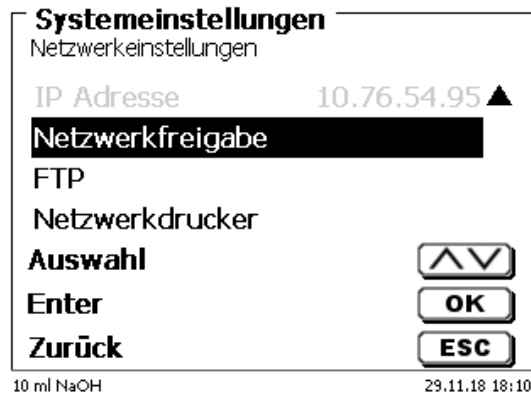 Systemeinstellungen
Netzwerkeinstellungen
IP Adresse 10.76.54.95
Netzwerkfreigabe
FTP
Netzwerkdrucker
Auswahl
Enter OK
Zurück ESC
10 ml NaOH 29.11.18 18:10